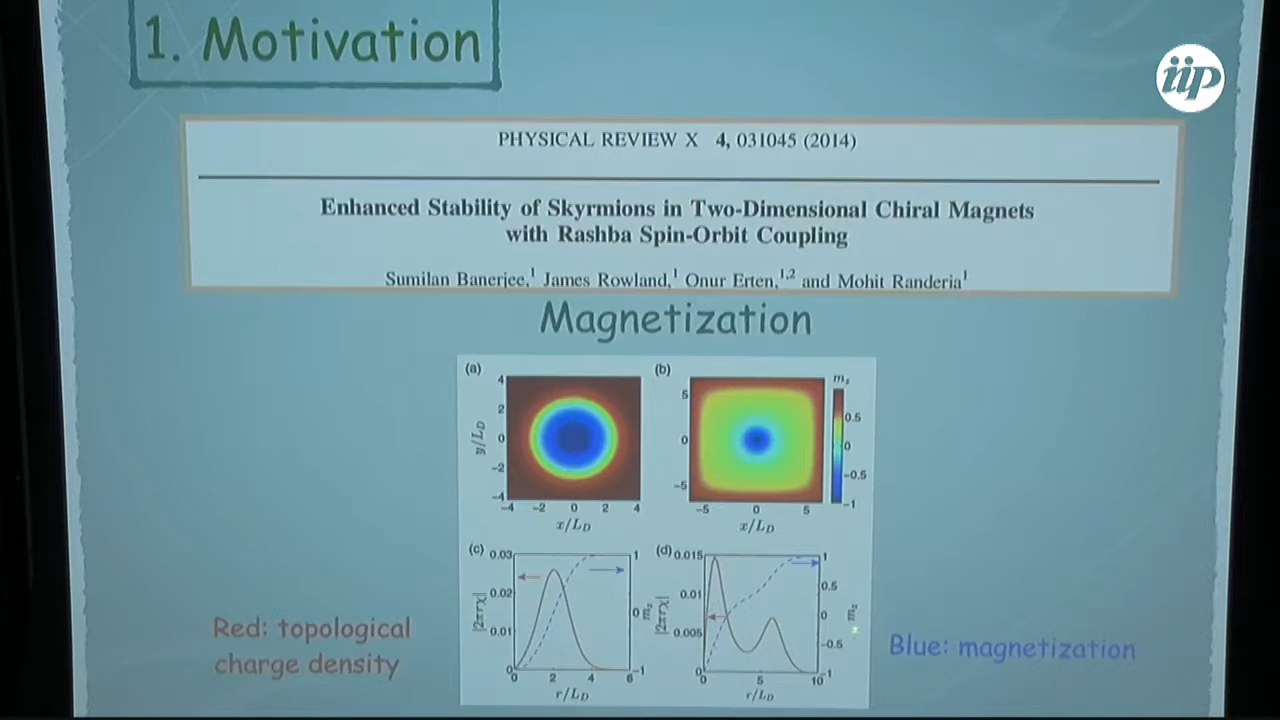 1. Motivation
iip
PHYSICAL REVIEW X 4, 031045 (2014)
Enhanced Stability of Skyrmions in Two-Dimensional Chiral Magnets
with Rashba Spin-Orbit Coupling
Sumilan Banerjee,1 James Rowland,1 Onur Erten,1,2 and Mohit Randeria1
Magnetization
(a)
4
2
0
-2
-4
y/LD
-4 -2 0 2 4
x/LD
(b)
5
0
-5
-5 0 5
x/LD
mz
0.5
0
-0.5
-1
(c)
0.03
0.02
0.01
0
|2πrχ|
1
0
-1
mz
0 2 4 6
r/LD
(d)
0.015
0.01
0.005
0
|2πrχ|
1
0.5
0
-0.5
-1
mz
0 5 10
r/LD
Red: topological
charge density
Blue: magnetization